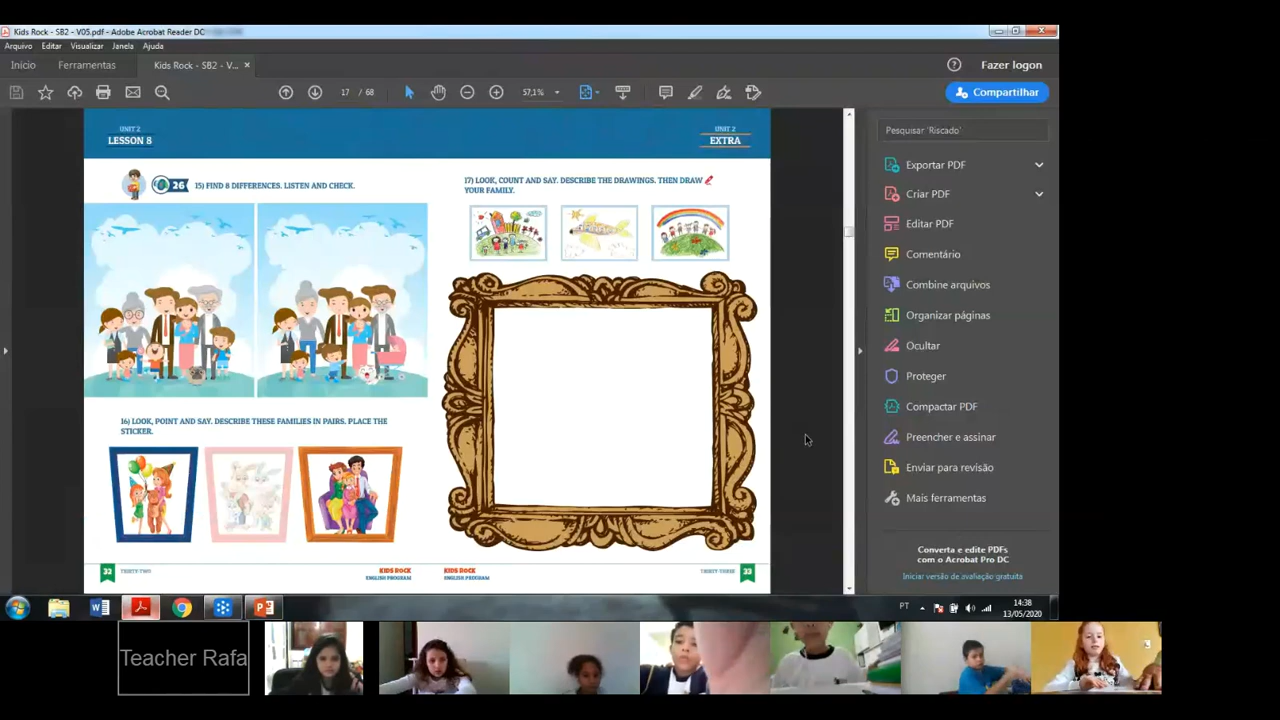 Kids Rock - SB2 - V05.pdf - Adobe Acrobat Reader DC
Arquivo Editar Visualizar Janela Ajuda
Início Ferramentas Kids Rock - SB2 - V... × Fazer logon
17 / 68 57,1% Compartilhar
UNIT 2
LESSON 8
UNIT 2
EXTRA
26 15) FIND 8 DIFFERENCES. LISTEN AND CHECK.
16) LOOK, POINT AND SAY. DESCRIBE THESE FAMILIES IN PAIRS. PLACE THE
STICKER.
32 THIRTY-TWO
KIDS ROCK
ENGLISH PROGRAM
17) LOOK, COUNT AND SAY. DESCRIBE THE DRAWINGS. THEN DRAW
YOUR FAMILY.
KIDS ROCK
ENGLISH PROGRAM
THIRTY-THREE 33
Pesquisar 'Riscado'
Exportar PDF
Criar PDF
Editar PDF
Comentário
Combine arquivos
Organizar páginas
Ocultar
Proteger
Compactar PDF
Preencher e assinar
Enviar para revisão
Mais ferramentas
Converta e edite PDFs
com o Acrobat Pro DC
Iniciar versão de avaliação gratuita
PT
14:38
13/05/2020
Teacher Rafa